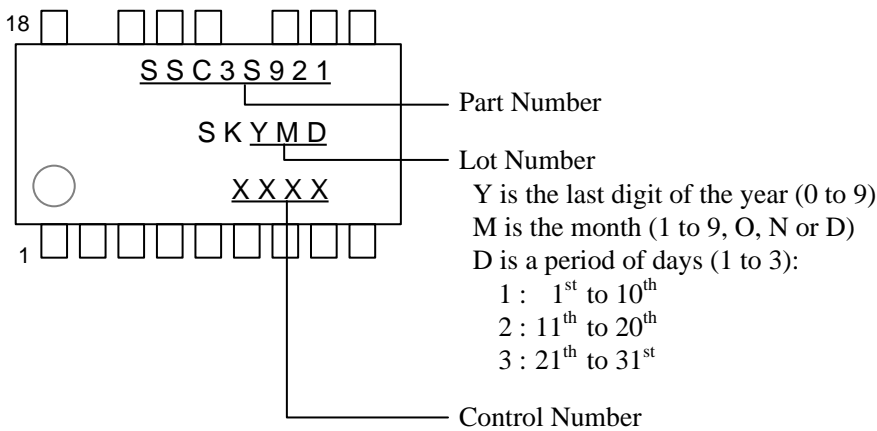 18
SSC3S921
Part Number
SKYMD
Lot Number
Y is the last digit of the year (0 to 9)
XXXX
M is the month (1 to 9, O, N or D)
1
D is a period of days (1 to 3):
1 : 1st to 10th
2 : 11th to 20th
3 : 21th to 31st
Control Number